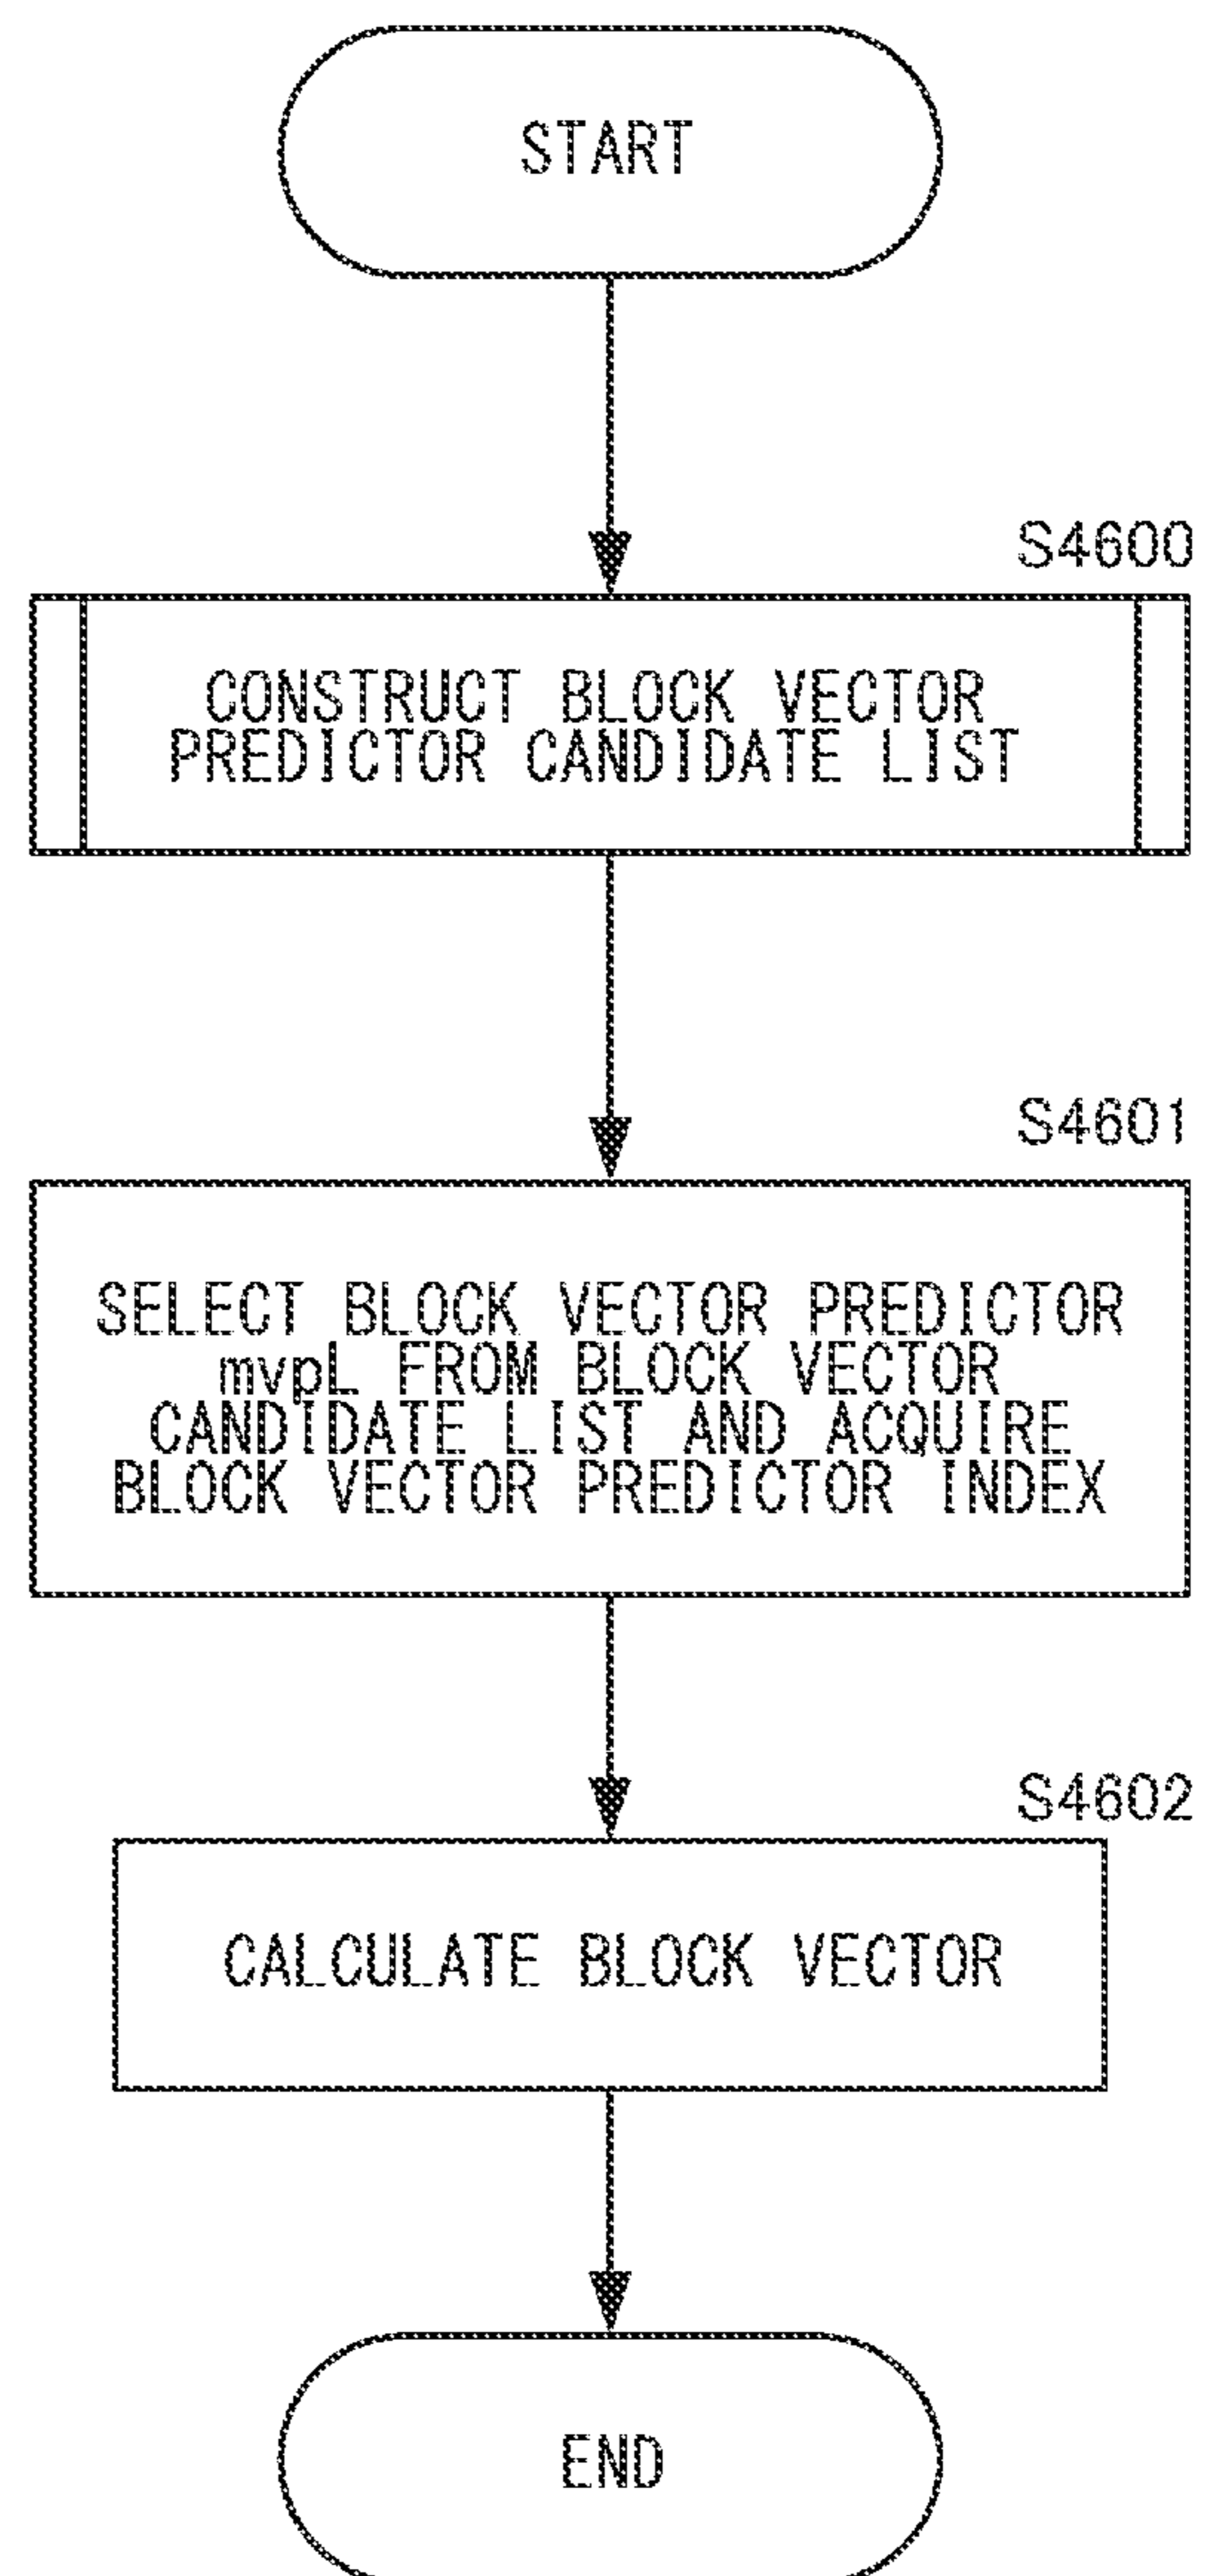 START
S4600
CONSTRUCT BLOCK VECTOR
PREDICTOR CANDIDATE LIST
S4601
SELECT BLOCK VECTOR PREDICTOR
mvpL FROM BLOCK VECTOR
CANDIDATE LIST AND ACQUIRE
BLOCK VECTOR PREDICTOR INDEX
S4602
CALCULATE BLOCK VECTOR
END